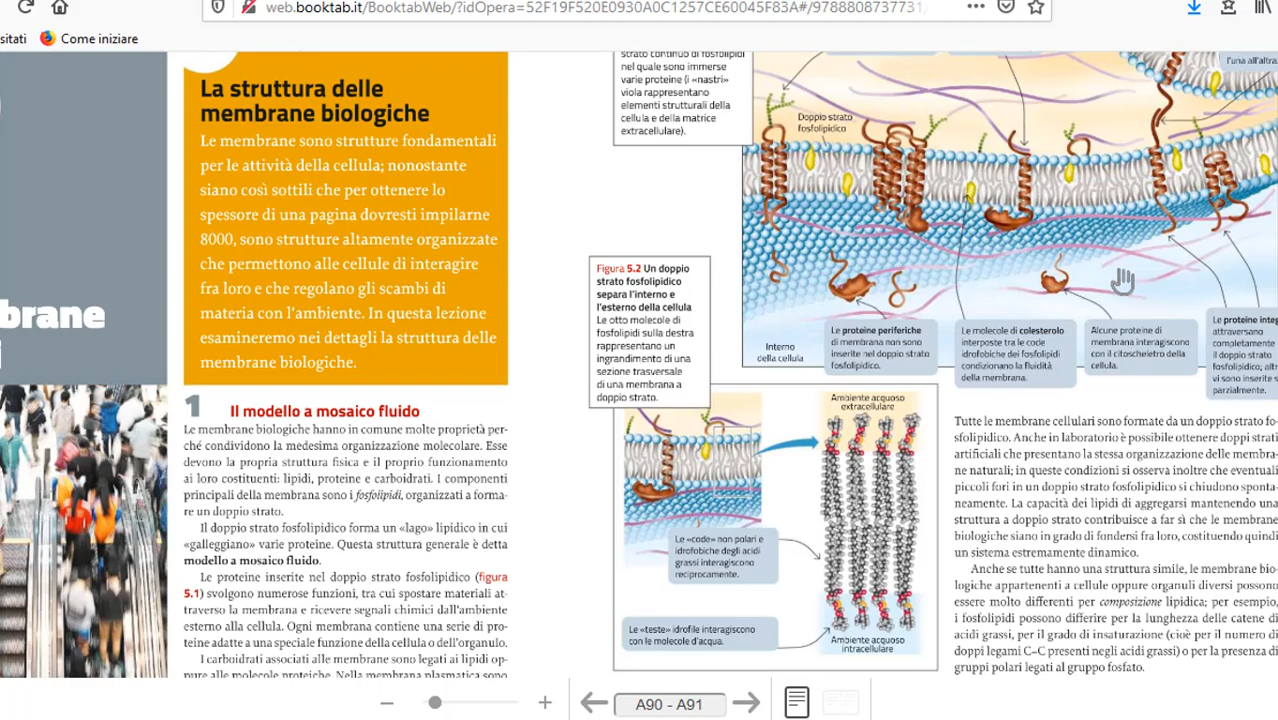 web.booktab.it/BooktabWeb/?idOpera=52F19F520E0930A0C1257CE60045F83A#/9788808737731/
sitati
Come iniziare
brane
i
La struttura delle
membrane biologiche
Le membrane sono strutture fondamentali
per le attività della cellula; nonostante
siano così sottili che per ottenere lo
spessore di una pagina dovresti impilarne
8000, sono strutture altamente organizzate
che permettono alle cellule di interagire
fra loro e che regolano gli scambi di
materia con l'ambiente. In questa lezione
esamineremo nei dettagli la struttura delle
membrane biologiche.
1 Il modello a mosaico fluido
Le membrane biologiche hanno in comune molte proprietà per-
ché condividono la medesima organizzazione molecolare. Esse
devono la propria struttura fisica e il proprio funzionamento
ai loro costituenti: lipidi, proteine e carboidrati. I componenti
principali della membrana sono i fosfolipidi, organizzati a forma-
re un doppio strato.
Il doppio strato fosfolipidico forma un «lago» lipidico in cui
«galleggiano» varie proteine. Questa struttura generale è detta
modello a mosaico fluido.
Le proteine inserite nel doppio strato fosfolipidico (figura
5.1) svolgono numerose funzioni, tra cui spostare materiali at-
traverso la membrana e ricevere segnali chimici dall'ambiente
esterno alla cellula. Ogni membrana contiene una serie di pro-
teine adatte a una speciale funzione della cellula o dell'organulo.
I carboidrati associati alle membrane sono legati ai lipidi op-
pure alle molecole proteiche. Nella membrana plasmatica sono
strato continuo di fosfolipidi
nel quale sono immerse
varie proteine (i «nastri»
viola rappresentano
elementi strutturali della
cellula e della matrice
extracellulare).
Doppio strato
fosfolipidico
l'una all'altra.
Interno
della cellula
Le proteine periferiche
di membrana non sono
inserite nel doppio strato
fosfolipidico.
Le molecole di colesterolo
interposte tra le code
idrofobiche dei fosfolipidi
condizionano la fluidità
della membrana.
Alcune proteine di
membrana interagiscono
con il citoscheletro della
cellula.
Le proteine integ
attraversano
completamente
il doppio strato
fosfolipidico; altr
vi sono inserite s
parzialmente.
Figura 5.2 Un doppio
strato fosfolipidico
separa l'interno e
l'esterno della cellula
Le otto molecole di
fosfolipidi sulla destra
rappresentano un
ingrandimento di una
sezione trasversale
di una membrana a
doppio strato.
Ambiente acquoso
extracellulare
Le «code» non polari e
idrofobiche degli acidi
grassi interagiscono
reciprocamente.
Le «teste» idrofile interagiscono
con le molecole d'acqua.
Ambiente acquoso
intracellulare
Tutte le membrane cellulari sono formate da un doppio strato fo-
sfolipidico. Anche in laboratorio è possibile ottenere doppi strati
artificiali che presentano la stessa organizzazione delle membra-
ne naturali; in queste condizioni si osserva inoltre che eventuali
piccoli fori in un doppio strato fosfolipidico si chiudono sponta-
neamente. La capacità dei lipidi di aggregarsi mantenendo una
struttura a doppio strato contribuisce a far sì che le membrane
biologiche siano in grado di fondersi fra loro, costituendo quindi
un sistema estremamente dinamico.
Anche se tutte hanno una struttura simile, le membrane bio-
logiche appartenenti a cellule oppure organuli diversi possono
essere molto differenti per composizione lipidica; per esempio,
i fosfolipidi possono differire per la lunghezza delle catene di
acidi grassi, per il grado di insaturazione (cioè per il numero di
doppi legami C–C presenti negli acidi grassi) o per la presenza di
gruppi polari legati al gruppo fosfato.
A90 - A91